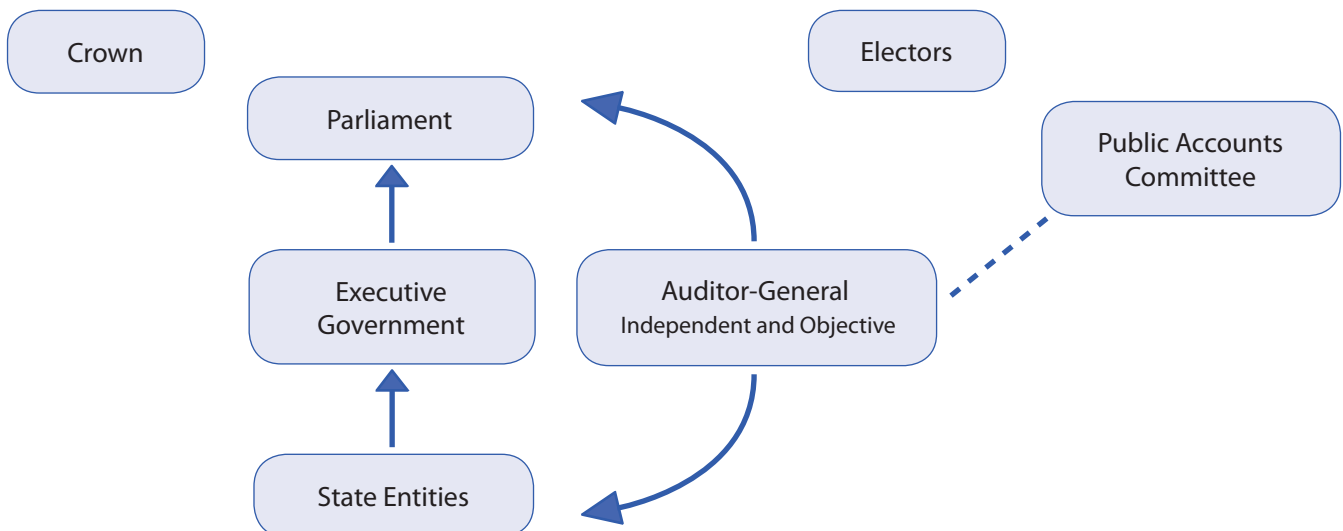 Crown
Electors
Parliament
Public Accounts
Committee
Executive
Government
Auditor-General
Independent and Objective
State Entities